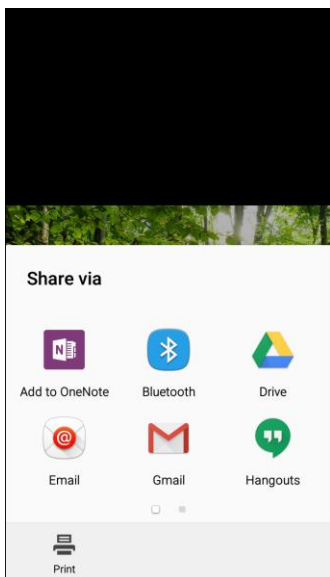 Share via
Add to OneNote Bluetooth Drive
Email Gmail Hangouts
Print